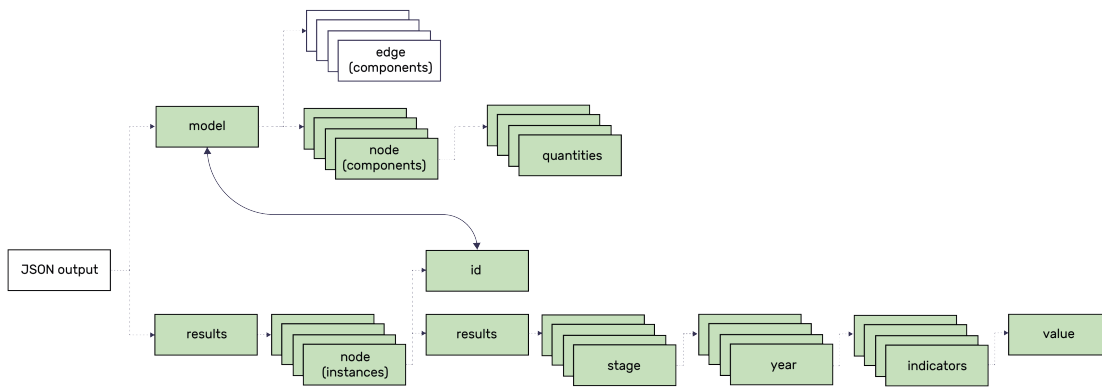 edge
(components)
model
node
(components)
quantities
JSON output
id
results
node
(instances)
results
stage
year
indicators
value